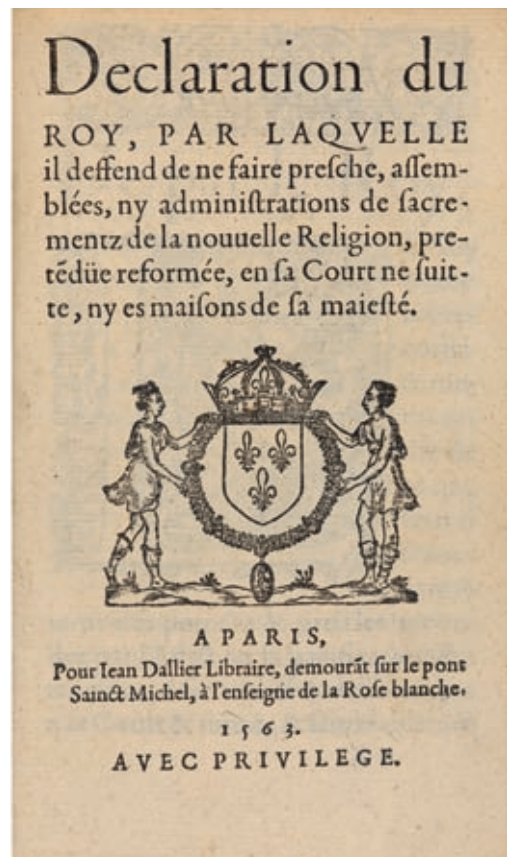 Declaration du
ROY, PAR LAQVELLE
il deffend de ne faire preſche, aſſem-
blées, ny adminiſtrations de ſacre-
mentz de la nouuelle Religion, pre-
tēdüe reformée, en ſa Court ne ſuit-
te, ny es maiſons de ſa maieſté.
A PARIS,
Pour Iean Dallier Libraire, demourāt ſur le pont
Sainct Michel, à l'enſeigne de la Roſe blanche.
1563.
AVEC PRIVILEGE.